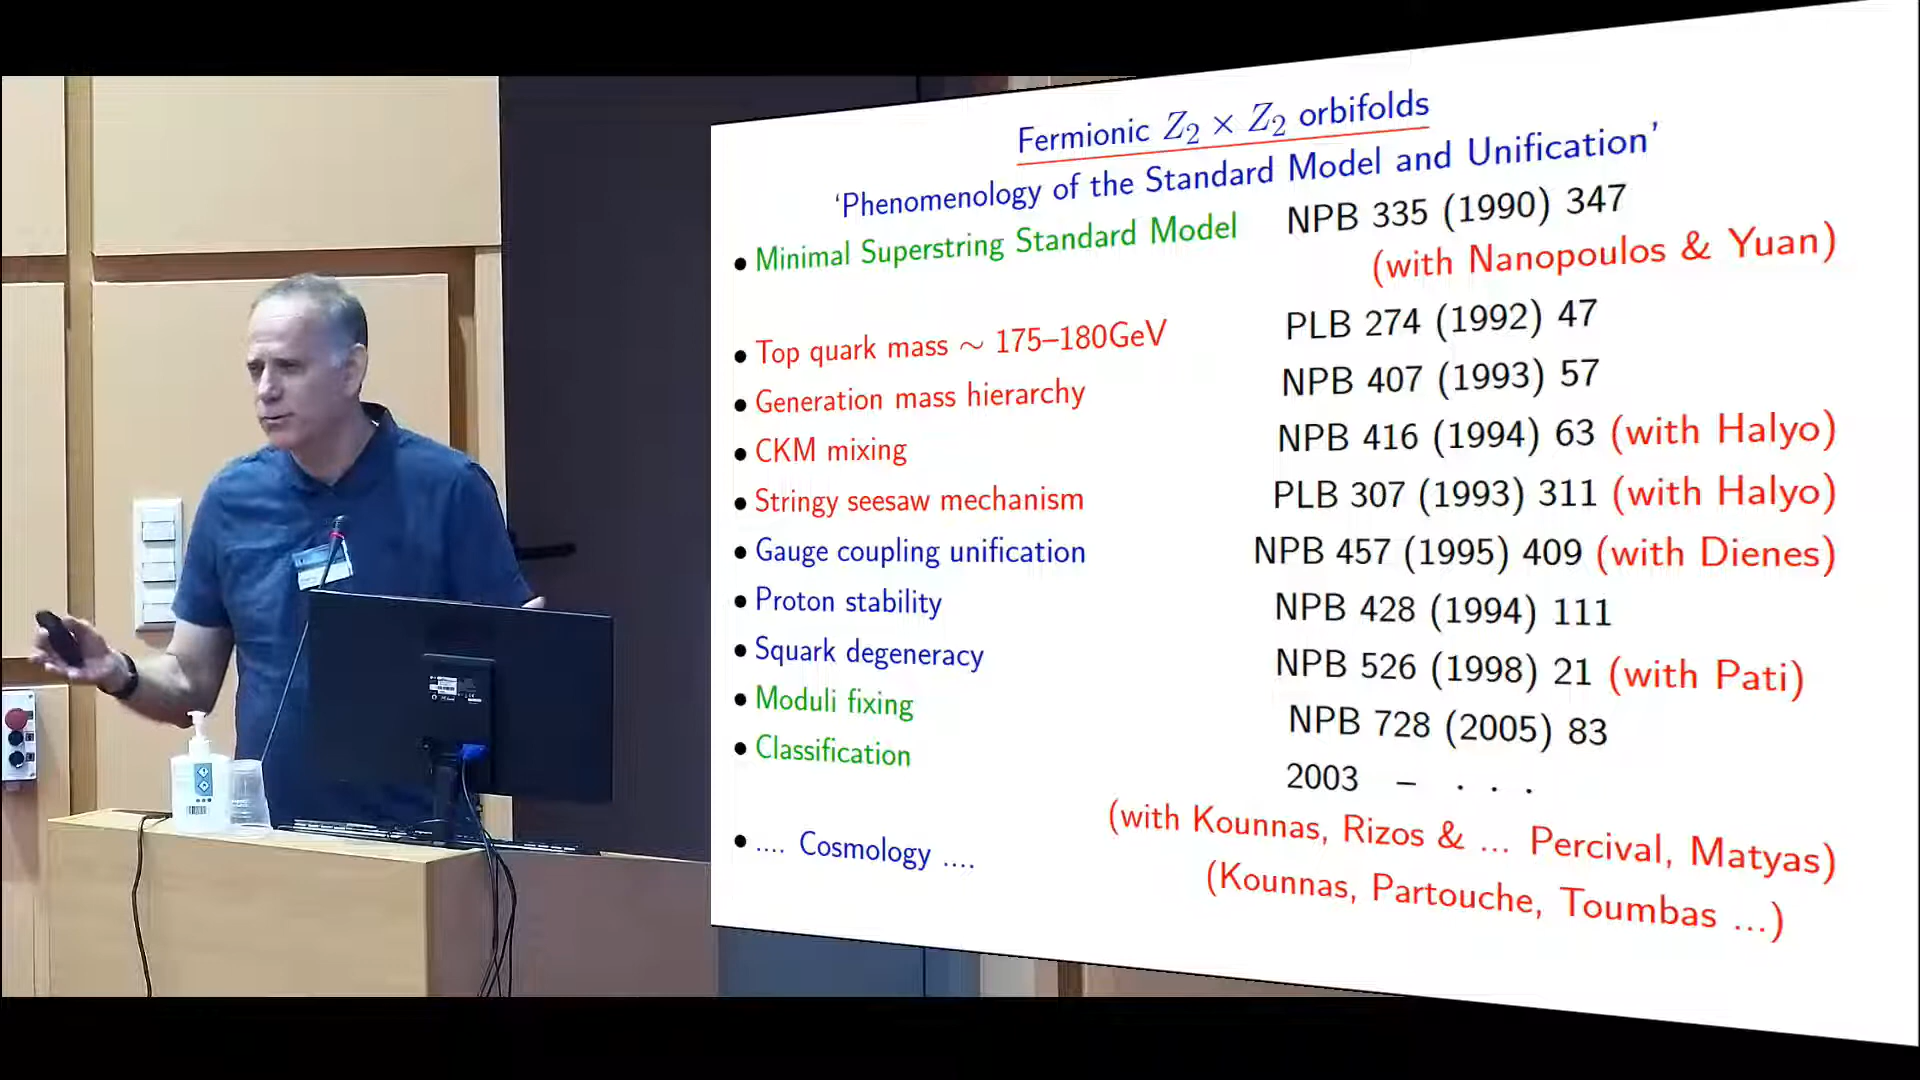 Fermionic Z₂ × Z₂ orbifolds
‘Phenomenology of the Standard Model and Unification’
• Minimal Superstring Standard Model NPB 335 (1990) 347
(with Nanopoulos & Yuan)
• Top quark mass ∼ 175–180GeV PLB 274 (1992) 47
• Generation mass hierarchy NPB 407 (1993) 57
• CKM mixing NPB 416 (1994) 63 (with Halyo)
• Stringy seesaw mechanism PLB 307 (1993) 311 (with Halyo)
• Gauge coupling unification NPB 457 (1995) 409 (with Dienes)
• Proton stability NPB 428 (1994) 111
• Squark degeneracy NPB 526 (1998) 21 (with Pati)
• Moduli fixing NPB 728 (2005) 83
• Classification 2003 – . . .
(with Kounnas, Rizos & ... Percival, Matyas)
• .... Cosmology .... (Kounnas, Partouche, Toumbas ...)